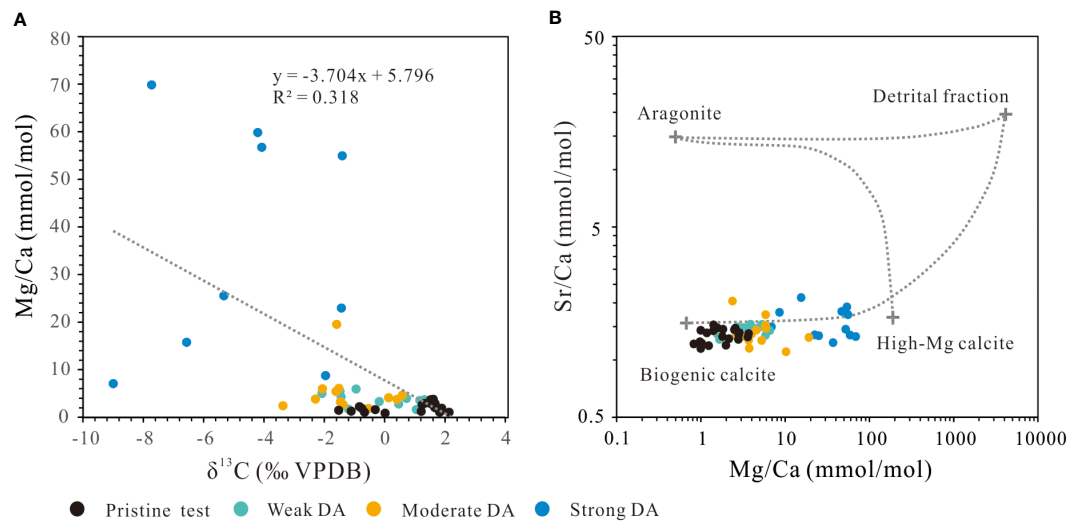 A
B
80
70
60
50
40
30
20
10
0
Mg/Ca (mmol/mol)
y = -3.704x + 5.796
R² = 0.318
-10 -8 -6 -4 -2 0 2 4
δ¹³C (‰ VPDB)
50
5
0.5
Sr/Ca (mmol/mol)
Detrital fraction
Aragonite
High-Mg calcite
Biogenic calcite
0.1 1 10 100 1000 10000
Mg/Ca (mmol/mol)
Pristine test Weak DA Moderate DA Strong DA